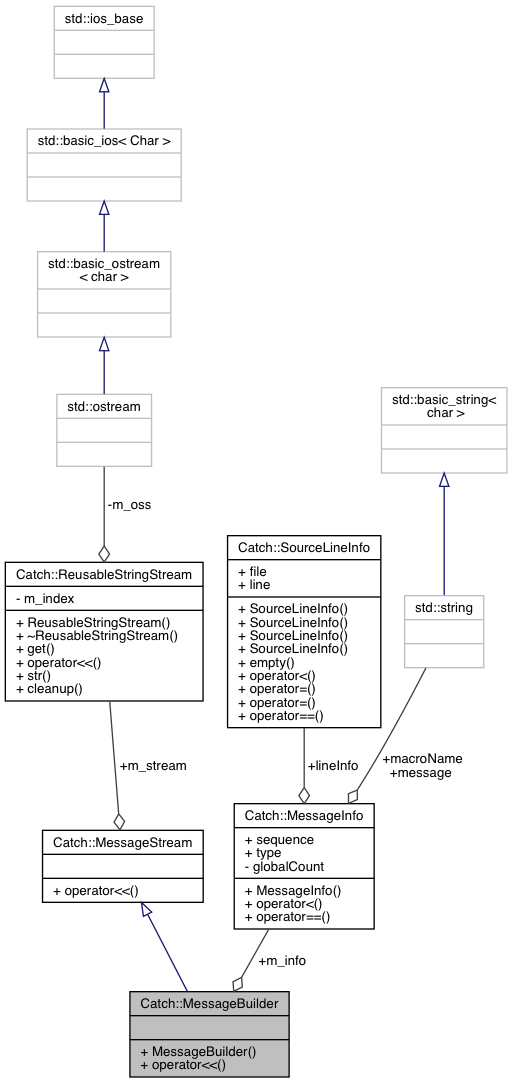 std::ios_base
std::basic_ios< Char >
std::basic_ostream
< char >
std::ostream
std::basic_string<
char >
-m_oss
Catch::ReusableStringStream
- m_index
+ ReusableStringStream()
+ ~ReusableStringStream()
+ get()
+ operator<<()
+ str()
+ cleanup()
Catch::SourceLineInfo
+ file
+ line
+ SourceLineInfo()
+ SourceLineInfo()
+ SourceLineInfo()
+ SourceLineInfo()
+ empty()
+ operator<()
+ operator=()
+ operator=()
+ operator==()
std::string
+m_stream
+lineInfo
+macroName
+message
Catch::MessageStream
+ operator<<()
Catch::MessageInfo
+ sequence
+ type
- globalCount
+ MessageInfo()
+ operator<()
+ operator==()
+m_info
Catch::MessageBuilder
+ MessageBuilder()
+ operator<<()